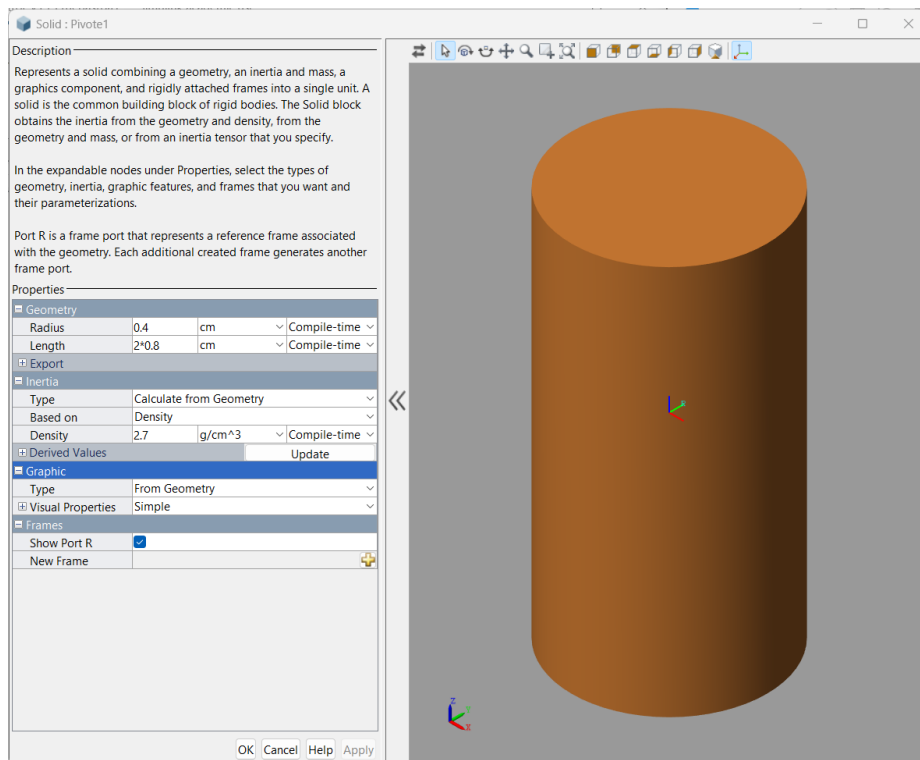 Solid : Pivote1
Description
Represents a solid combining a geometry, an inertia and mass, a
graphics component, and rigidly attached frames into a single unit. A
solid is the common building block of rigid bodies. The Solid block
obtains the inertia from the geometry and density, from the
geometry and mass, or from an inertia tensor that you specify.
In the expandable nodes under Properties, select the types of
geometry, inertia, graphic features, and frames that you want and
their parameterizations.
Port R is a frame port that represents a reference frame associated
with the geometry. Each additional created frame generates another
frame port.
Properties
Geometry
Radius 0.4 cm Compile-time
Length 2*0.8 cm Compile-time
Export
Inertia
Type Calculate from Geometry
Based on Density
Density 2.7 g/cm^3 Compile-time
Derived Values Update
Graphic
Type From Geometry
Visual Properties Simple
Frames
Show Port R
New Frame
OK Cancel Help Apply
z
y
x